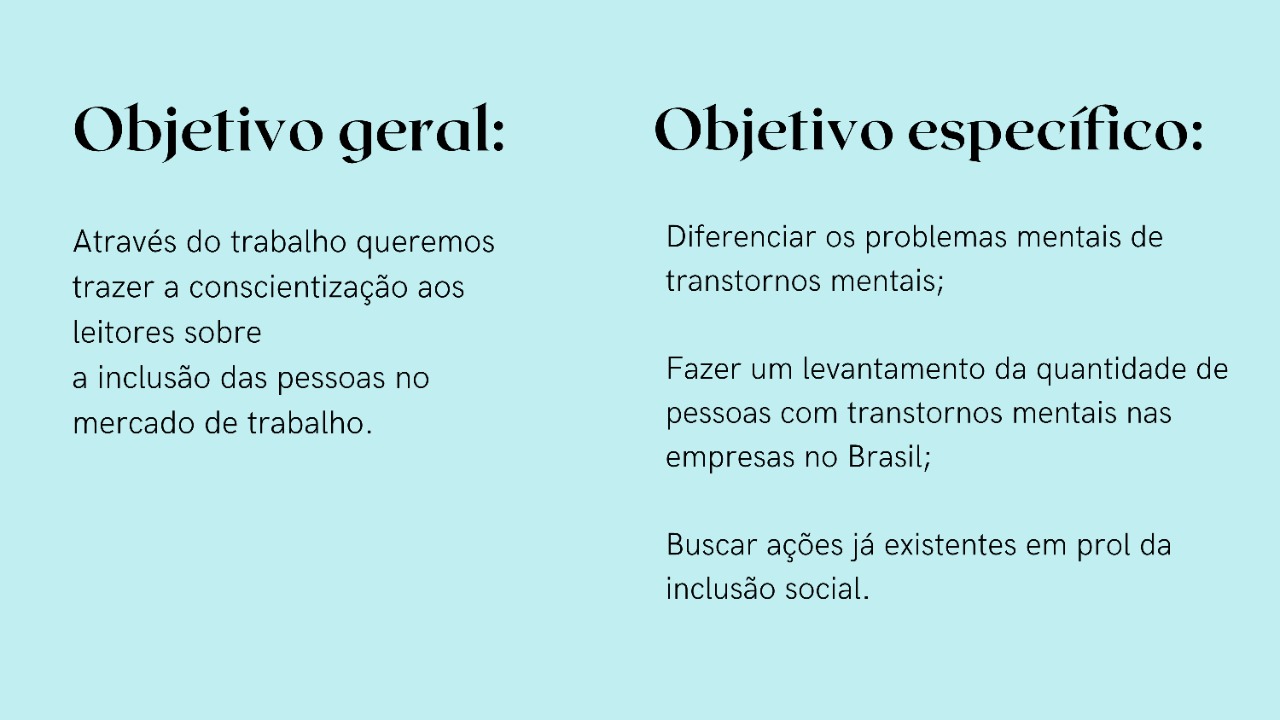 Objetivo geral:
Através do trabalho queremos
trazer a conscientização aos
leitores sobre
a inclusão das pessoas no
mercado de trabalho.
Objetivo específico:
Diferenciar os problemas mentais de
transtornos mentais;
Fazer um levantamento da quantidade de
pessoas com transtornos mentais nas
empresas no Brasil;
Buscar ações já existentes em prol da
inclusão social.